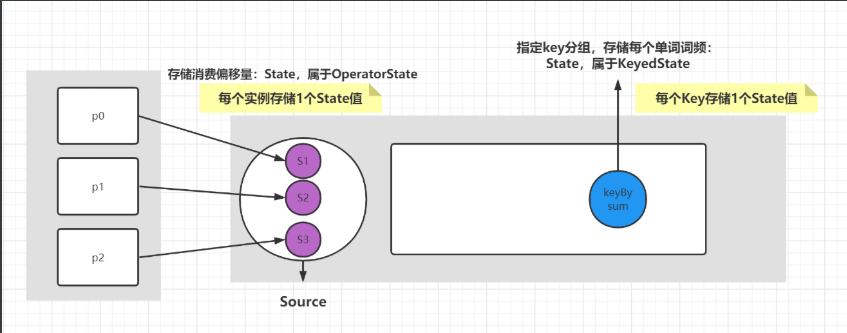 指定key分组，存储每个单词词频：
State，属于KeyedState
存储消费偏移量：State，属于OperatorState
每个实例存储1个State值
每个Key存储1个State值
p0
p1
p2
S1
S2
S3
keyBy
sum
Source